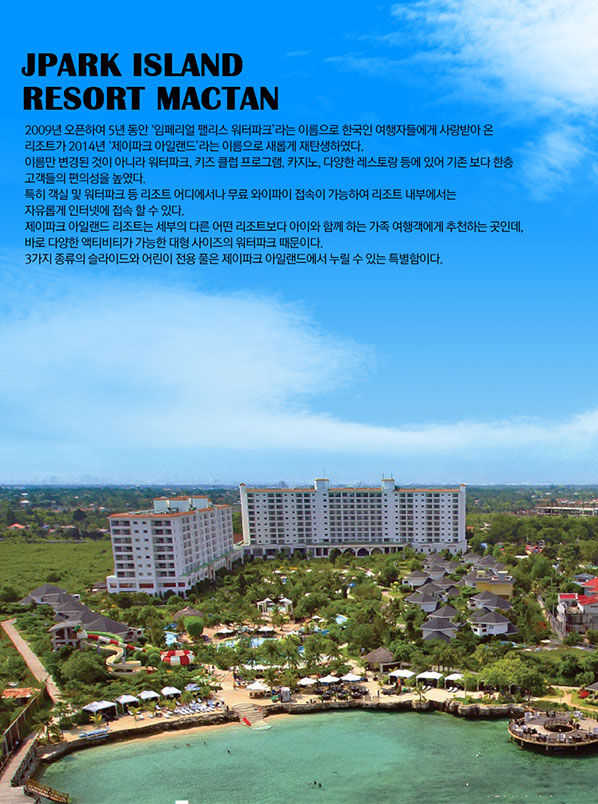 JPARK ISLAND
RESORT MACTAN
2009년 오픈하여 5년 동안 '임페리얼 팰리스 워터파크'라는 이름으로 한국인 여행자들에게 사랑받아 온
리조트가 2014년 '제이파크 아일랜드'라는 이름으로 새롭게 재탄생하였다.
이름만 변경된 것이 아니라 워터파크, 키즈 클럽 프로그램, 카지노, 다양한 레스토랑 등에 있어 기존 보다 한층
고객들의 편의성을 높였다.
특히 객실 및 워터파크 등 리조트 어디에서나 무료 와이파이 접속이 가능하여 리조트 내부에서는
자유롭게 인터넷에 접속 할 수 있다.
제이파크 아일랜드 리조트는 세부의 다른 어떤 리조트보다 아이와 함께 하는 가족 여행객에게 추천하는 곳인데,
바로 다양한 액티비티가 가능한 대형 사이즈의 워터파크 때문이다.
3가지 종류의 슬라이드와 어린이 전용 풀은 제이파크 아일랜드에서 누릴 수 있는 특별함이다.